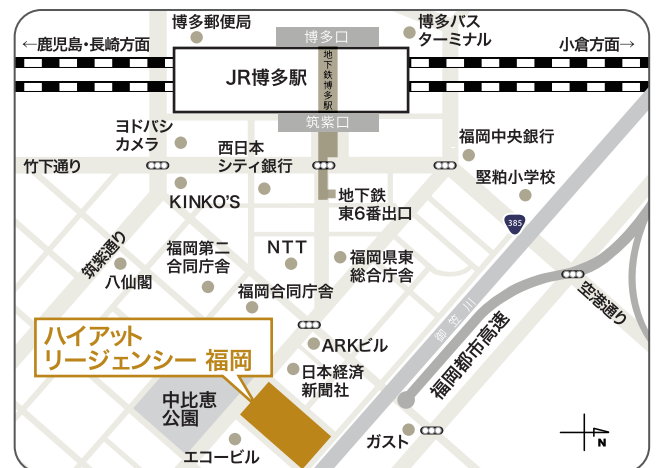 博多郵便局
博多口
博多バス
ターミナル
←鹿児島・長崎方面
小倉方面→
JR博多駅
地下鉄博多駅
筑紫口
ヨドバシ
カメラ
西日本
シティ銀行
福岡中央銀行
竹下通り
堅粕小学校
KINKO'S
地下鉄
東6番出口
385
筑紫通り
福岡第二
合同庁舎
NTT
福岡県東
総合庁舎
八仙閣
福岡合同庁舎
空港通り
御笠川
福岡都市高速
ハイアット
リージェンシー 福岡
ARKビル
日本経済
新聞社
中比恵
公園
ガスト
エコービル
N